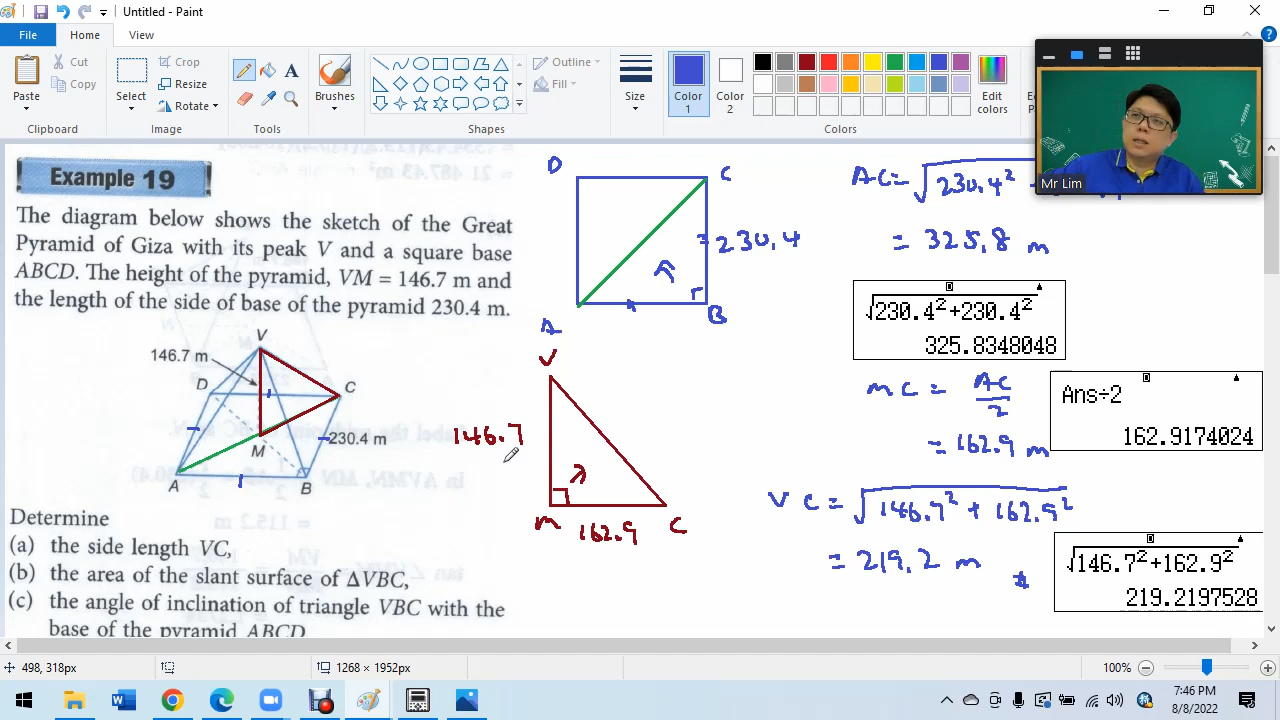 Untitled - Paint
File
Home
View
Paste
Cut
Copy
Clipboard
Select
Crop
Resize
Rotate
Image
Tools
Brushes
Shapes
Outline
Fill
Size
Color 1
Color 2
Colors
Edit colors
Mr Lim
Example 19
The diagram below shows the sketch of the Great
Pyramid of Giza with its peak V and a square base
ABCD. The height of the pyramid, VM = 146.7 m and
the length of the side of base of the pyramid 230.4 m.
V
146.7 m
D
C
230.4 m
M
A
B
Determine
(a) the side length VC,
(b) the area of the slant surface of ΔVBC,
(c) the angle of inclination of triangle VBC with the
base of the pyramid ABCD
D
C
= 230.4
A
B
V
146.7
M
162.9
C
AC = √230.4²
= 325.8 m
√230.4²+230.4²
325.8348048
MC = AC/2
= 162.9 m
Ans÷2
162.9174024
VC = √146.7² + 162.9²
= 219.2 m
√146.7²+162.9²
219.2197528
498, 318px
1268 × 1952px
100%
7:46 PM
8/8/2022